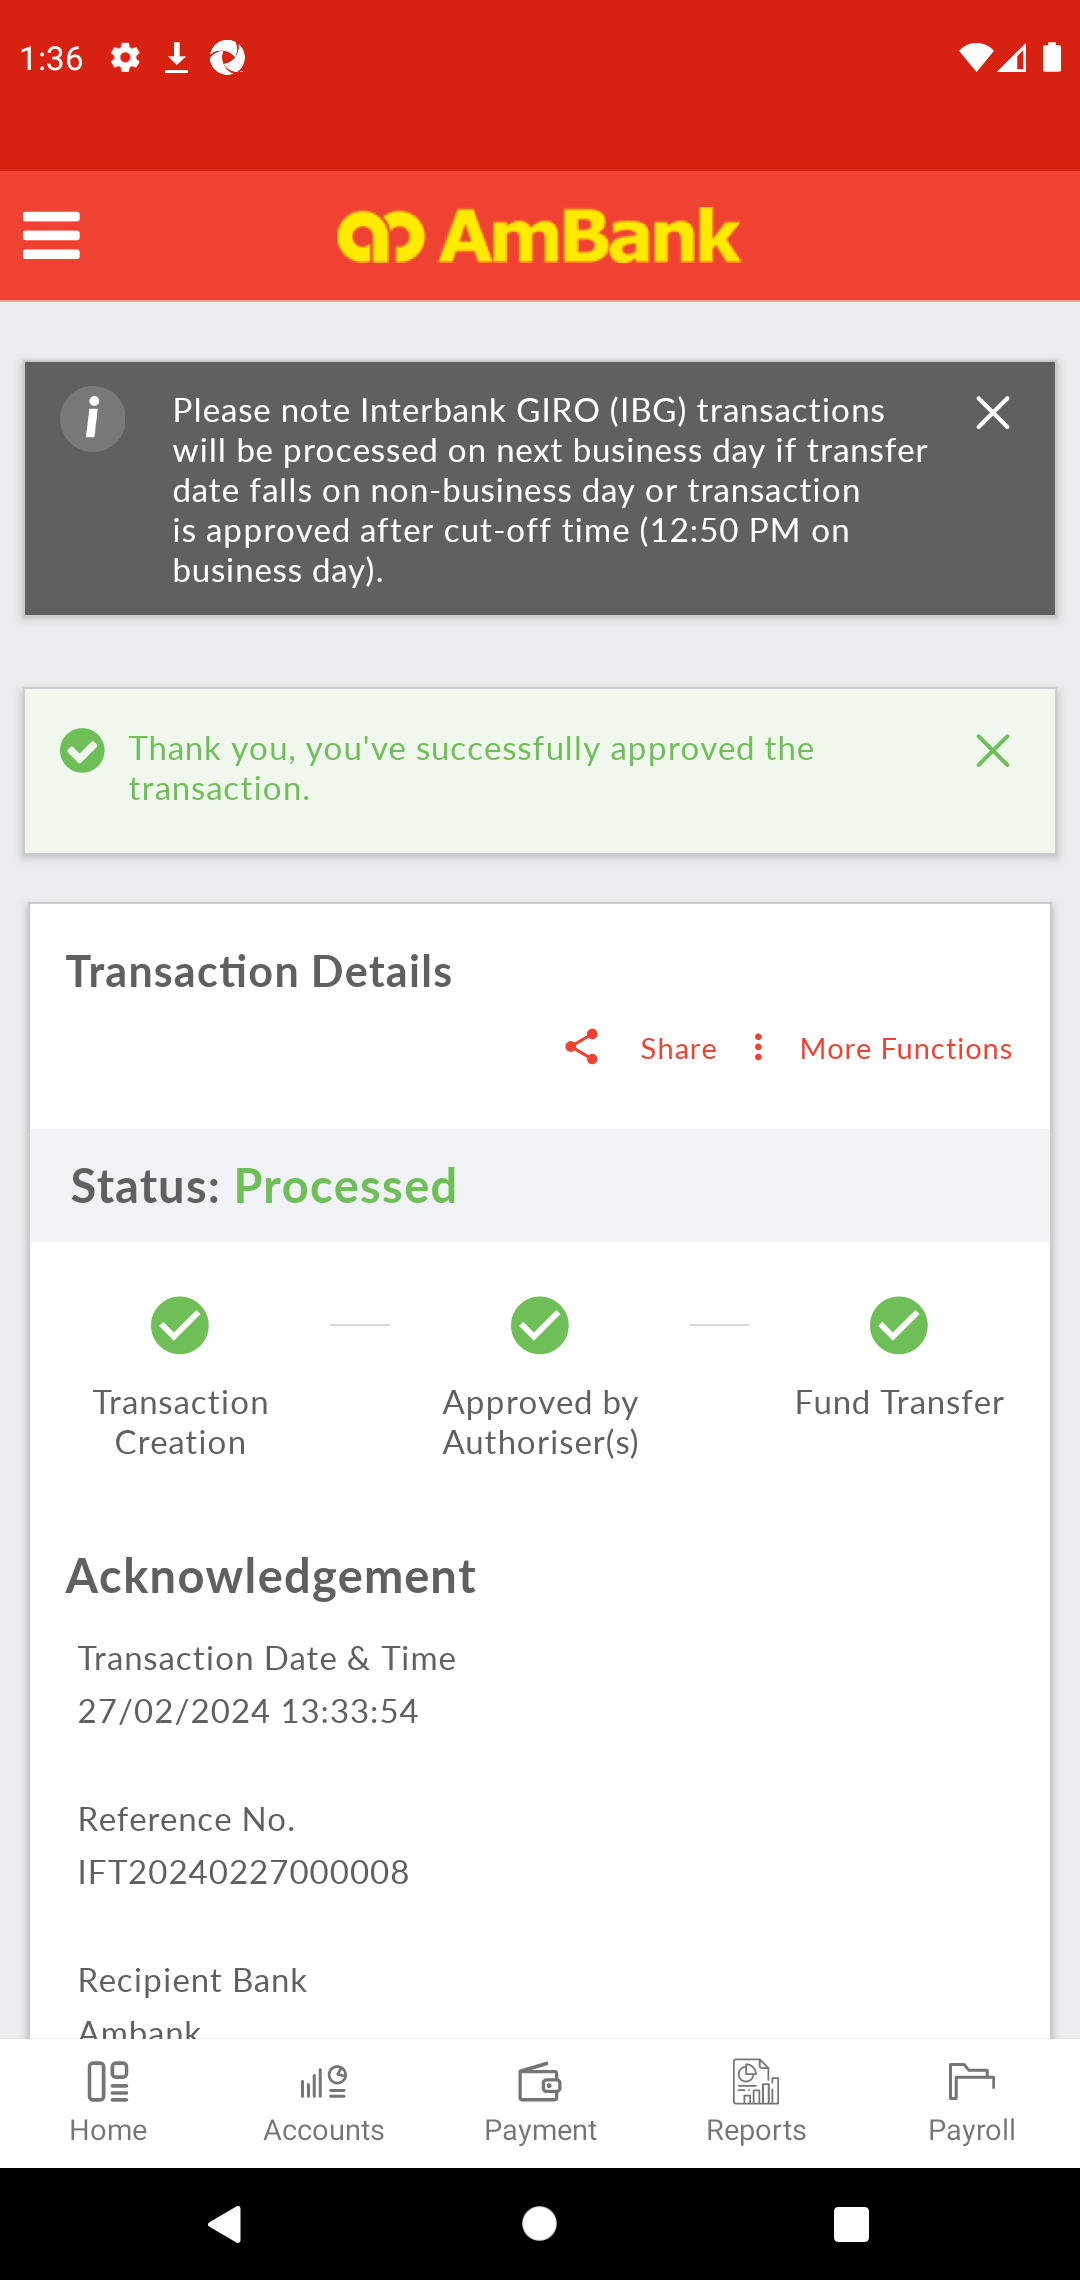 1:36
AmBank
Please note Interbank GIRO (IBG) transactions
will be processed on next business day if transfer
date falls on non-business day or transaction
is approved after cut-off time (12:50 PM on
business day).
Thank you, you've successfully approved the
transaction.
Transaction Details
Share
More Functions
Status: Processed
Transaction
Creation
Approved by
Authoriser(s)
Fund Transfer
Acknowledgement
Transaction Date & Time
27/02/2024 13:33:54
Reference No.
IFT20240227000008
Recipient Bank
Ambank
Home
Accounts
Payment
Reports
Payroll